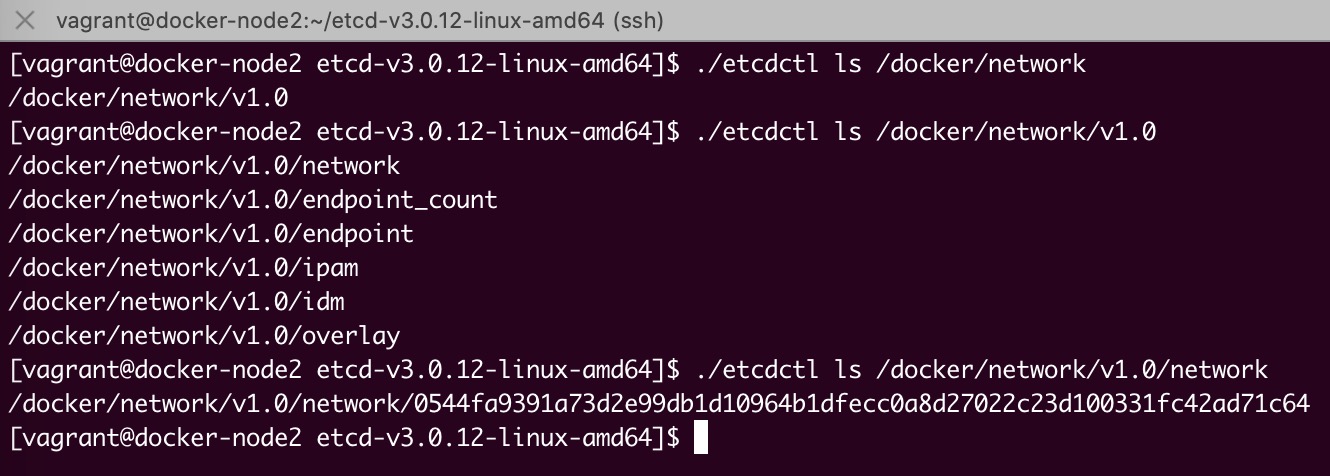 vagrant@docker-node2:~/etcd-v3.0.12-linux-amd64 (ssh)
[vagrant@docker-node2 etcd-v3.0.12-linux-amd64]$ ./etcdctl ls /docker/network
/docker/network/v1.0
[vagrant@docker-node2 etcd-v3.0.12-linux-amd64]$ ./etcdctl ls /docker/network/v1.0
/docker/network/v1.0/network
/docker/network/v1.0/endpoint_count
/docker/network/v1.0/endpoint
/docker/network/v1.0/ipam
/docker/network/v1.0/idm
/docker/network/v1.0/overlay
[vagrant@docker-node2 etcd-v3.0.12-linux-amd64]$ ./etcdctl ls /docker/network/v1.0/network
/docker/network/v1.0/network/0544fa9391a73d2e99db1d10964b1dfecc0a8d27022c23d100331fc42ad71c64
[vagrant@docker-node2 etcd-v3.0.12-linux-amd64]$